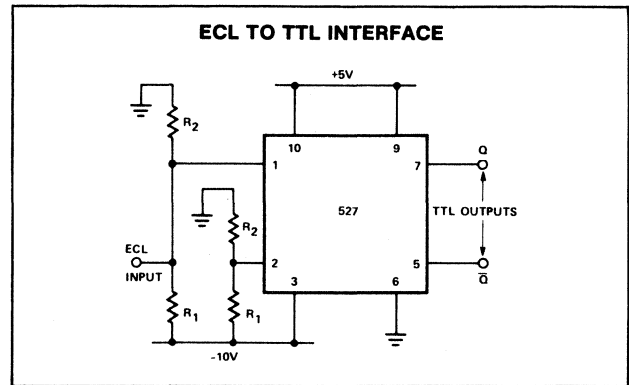 ECL TO TTL INTERFACE
+5V
R2
10
9
Q
1
7
R2
527
TTL OUTPUTS
ECL
INPUT
2
5
Q̅
R1
R1
3
6
-10V